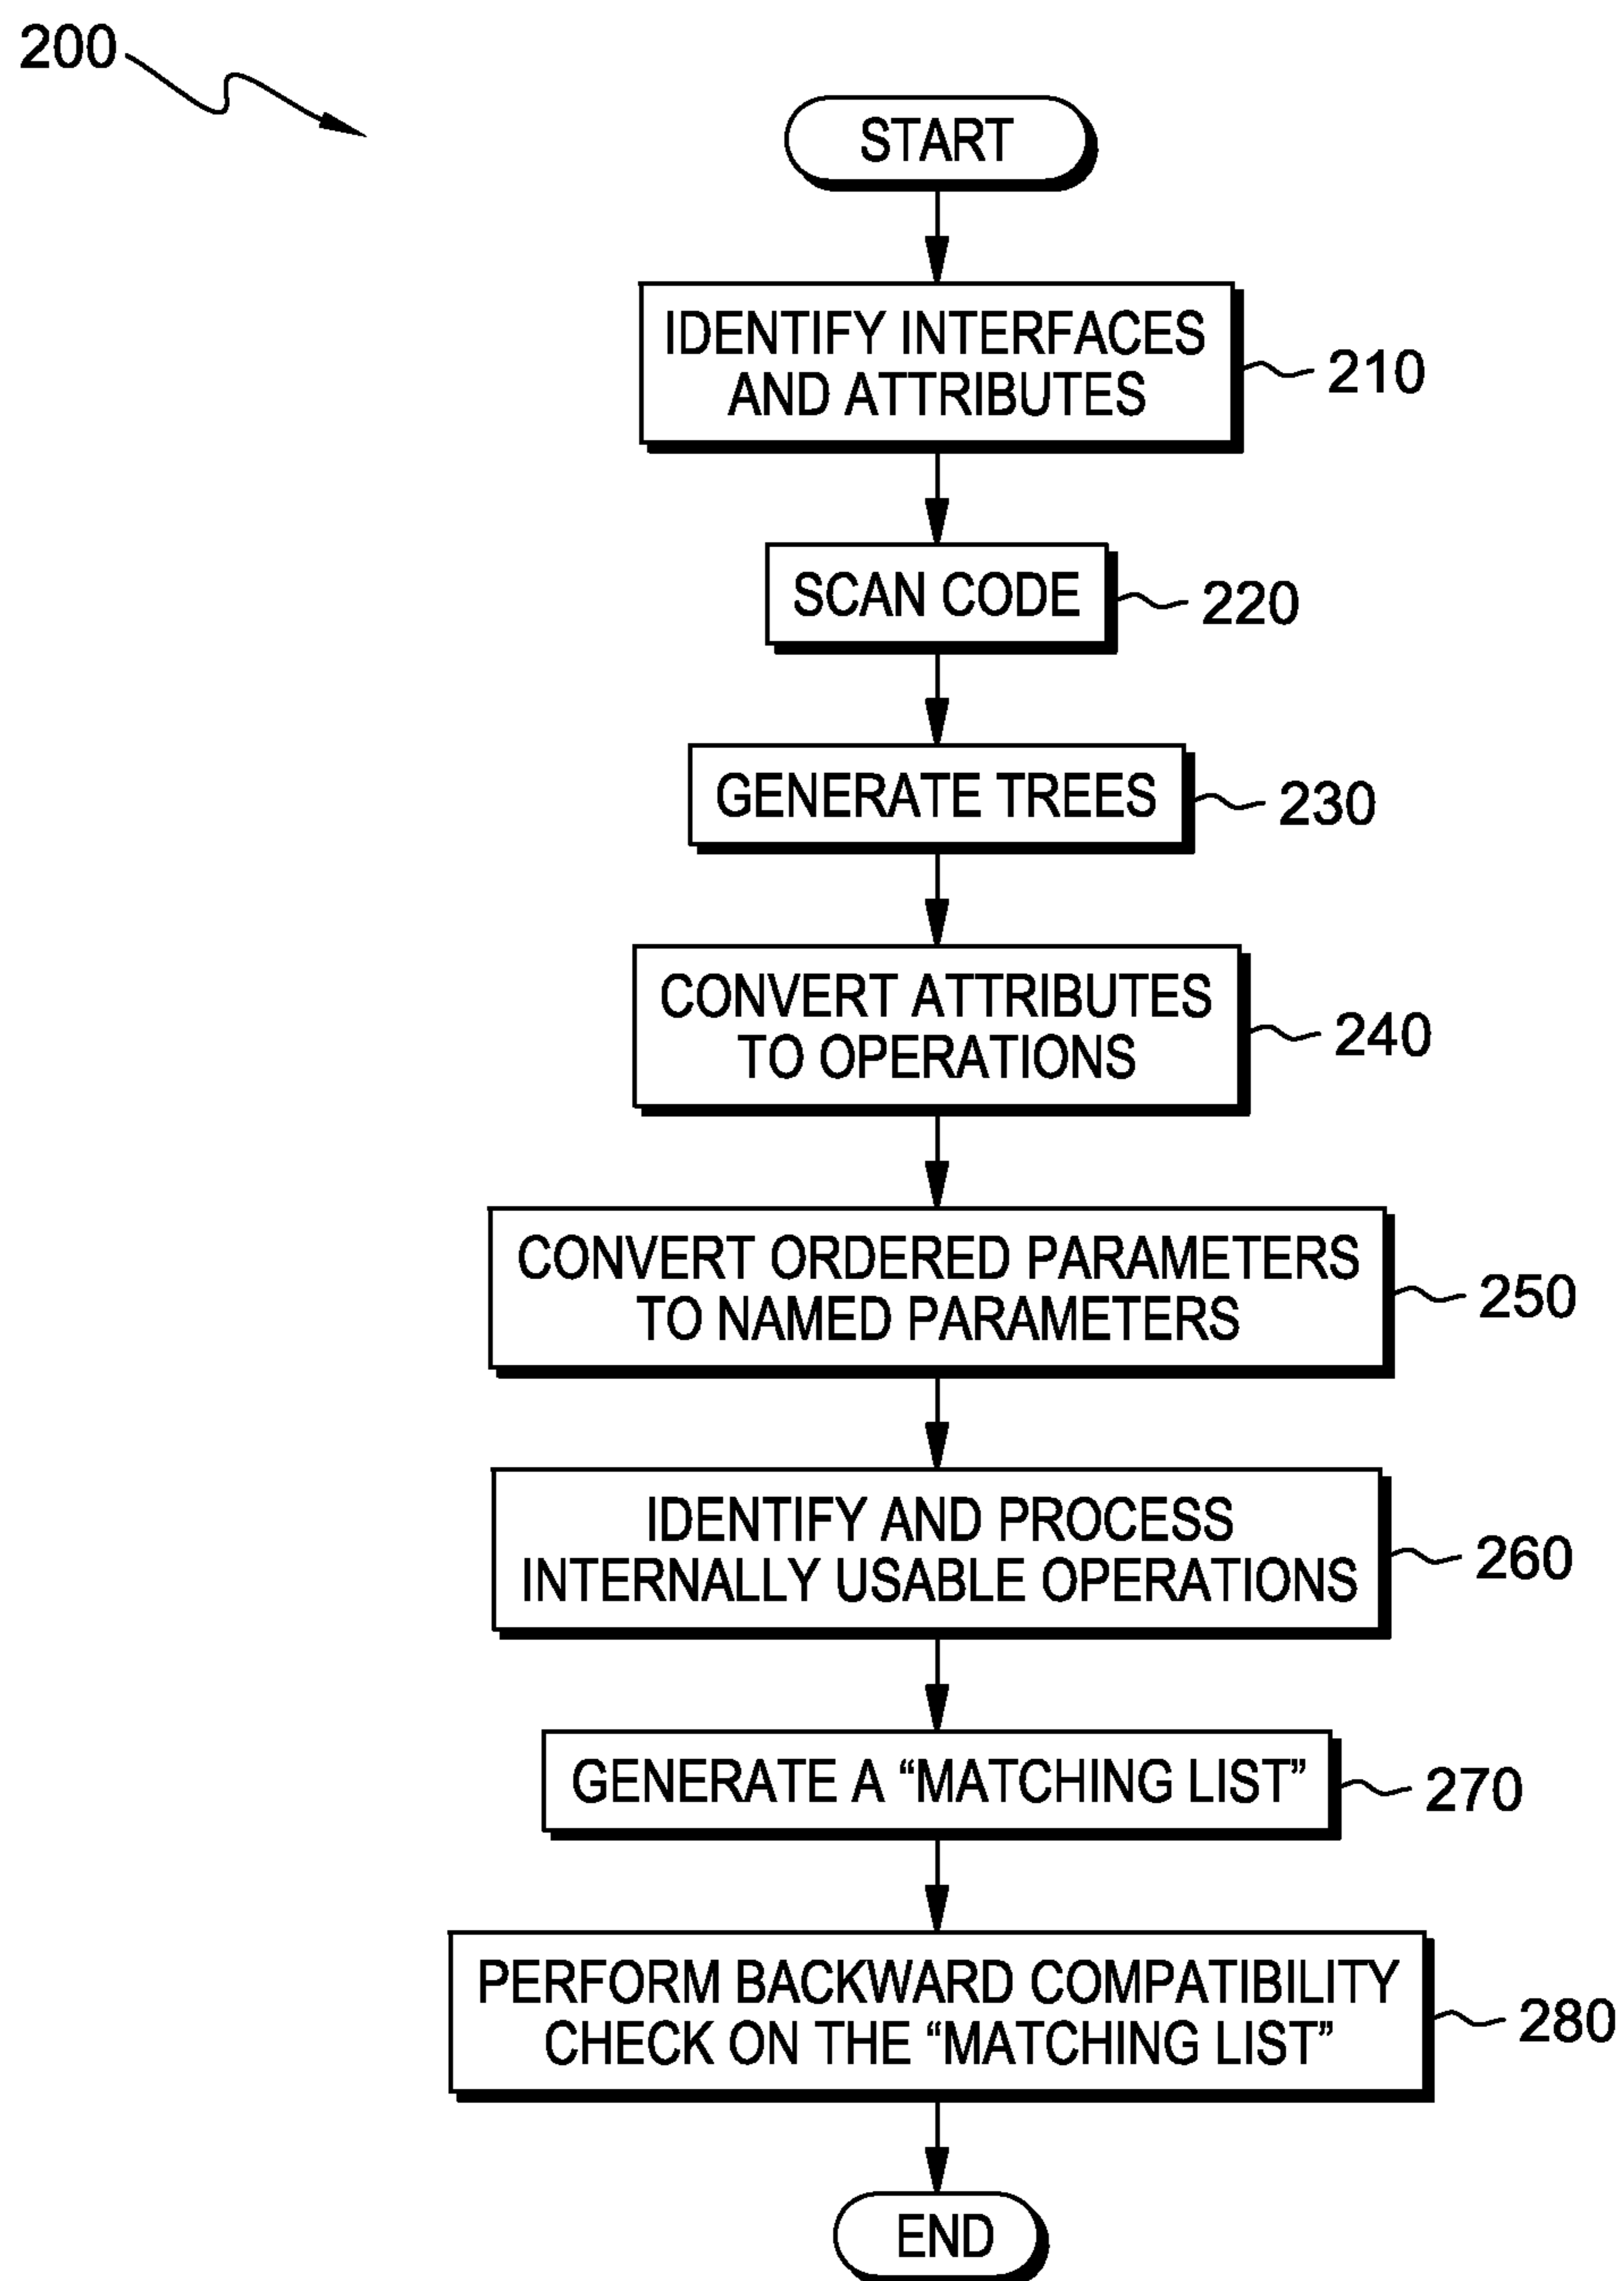 200
START
IDENTIFY INTERFACES
AND ATTRIBUTES
210
SCAN CODE
220
GENERATE TREES
230
CONVERT ATTRIBUTES
TO OPERATIONS
240
CONVERT ORDERED PARAMETERS
TO NAMED PARAMETERS
250
IDENTIFY AND PROCESS
INTERNALLY USABLE OPERATIONS
260
GENERATE A “MATCHING LIST”
270
PERFORM BACKWARD COMPATIBILITY
CHECK ON THE “MATCHING LIST”
280
END